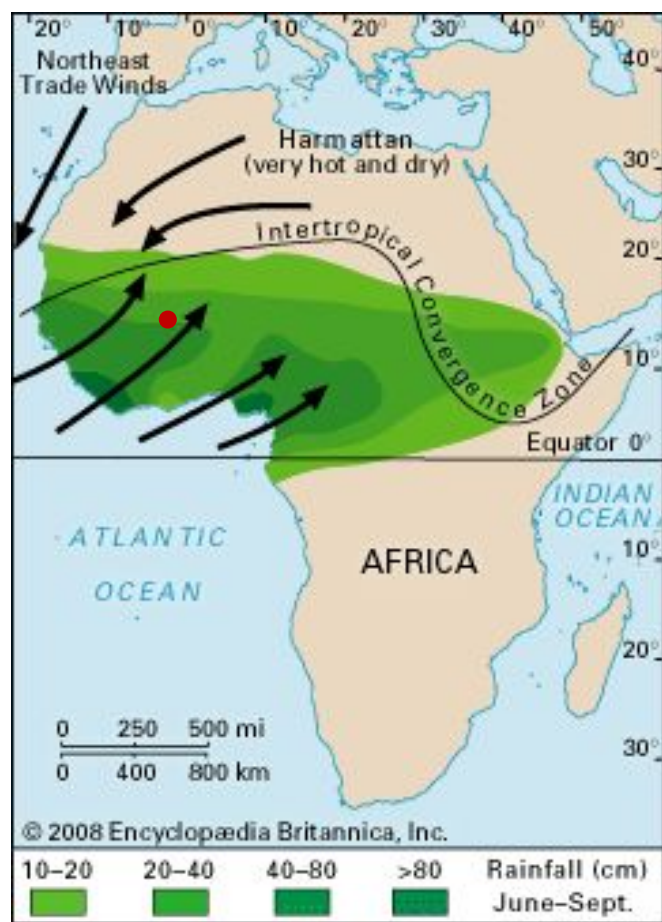 20° 10° 0° 10° 20° 40° 50°
Northeast
Trade Winds
40°
Harmattan
(very hot and dry)
30°
Intertropical Convergence Zone
20°
10°
Equator 0°
INDIAN
OCEAN
ATLANTIC
OCEAN
AFRICA
10°
20°
0 250 500 mi
0 400 800 km
30°
© 2008 Encyclopædia Britannica, Inc.
10–20 20–40 40–80 >80 Rainfall (cm)
June–Sept.